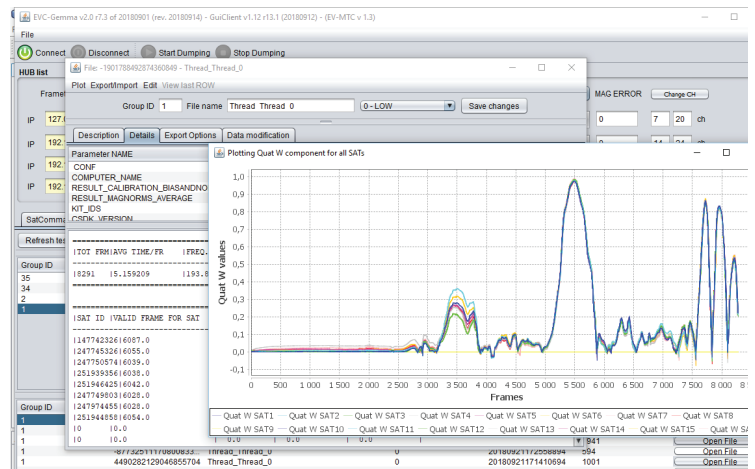 EVC-Gemma v2.0 r7.3 of 20180901 (rev. 20180914) - GuiClient v1.12 r13.1 (20180912) - (EV-MTC v 1.3)
File
Connect Disconnect Start Dumping Stop Dumping
HUB list
File: -1901788492874360849 - Thread_Thread_0
Plot Export/Import Edit View last ROW
Group ID 1 File name Thread_Thread_0 0 - LOW Save changes
MAG ERROR Change CH
IP 127.0 0 7 20 ch
IP 192.1
IP 192.1
IP 192.1
Description Details Export Options Data modification
Parameter NAME
CONF
COMPUTER_NAME
RESULT_CALIBRATION_BIASANDNO
RESULT_MAGNORMS_AVERAGE
KIT_IDS
CSDK_VERSION
SatComma
Refresh tes
Group ID
35
34
2
1
|TOT FRM|AVG TIME/FR |FREQ.
|8291 |5.159209 |193.8
|SAT ID |VALID FRAME FOR SAT
|147742326|6087.0
|247745326|6055.0
|247750574|6039.0
|251939356|6038.0
|251946425|6042.0
|247749803|6028.0
|247974455|6028.0
|251944858|6054.0
|0 |0.0
|0 |0.0
Plotting Quat W component for all SATs
Quat W values
1,0
0,9
0,8
0,7
0,6
0,5
0,4
0,3
0,2
0,1
0,0
-0,1
500 1 000 1 500 2 000 2 500 3 000 3 500 4 000 4 500 5 000 5 500 6 000 6 500 7 000 7 500 8 000
Frames
Quat W SAT1 Quat W SAT2 Quat W SAT3 Quat W SAT4 Quat W SAT5 Quat W SAT6 Quat W SAT7 Quat W SAT8
Quat W SAT9 Quat W SAT10 Quat W SAT11 Quat W SAT12 Quat W SAT13 Quat W SAT14 Quat W SAT15
Group ID
1
1
1
1
| 0.0 | 0.0 941 Open File
-8773251117080083... Thread_Thread_0 0 20180921172558894 594 Open File
4490282129046855704 Thread_Thread_0 0 20180921171410694 1001 Open File